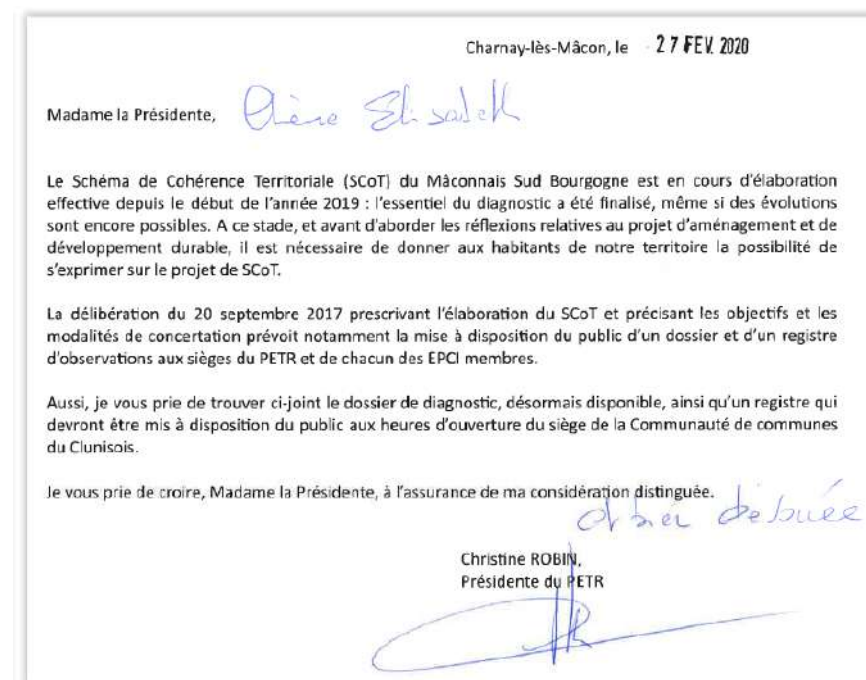 Charnay-lès-Mâcon, le 27 FEV. 2020
Madame la Présidente, Chère Elisabeth
Le Schéma de Cohérence Territoriale (SCoT) du Mâconnais Sud Bourgogne est en cours d'élaboration
effective depuis le début de l'année 2019 : l'essentiel du diagnostic a été finalisé, même si des évolutions
sont encore possibles. A ce stade, et avant d'aborder les réflexions relatives au projet d'aménagement et de
développement durable, il est nécessaire de donner aux habitants de notre territoire la possibilité de
s'exprimer sur le projet de SCoT.
La délibération du 20 septembre 2017 prescrivant l'élaboration du SCoT et précisant les objectifs et les
modalités de concertation prévoit notamment la mise à disposition du public d'un dossier et d'un registre
d'observations aux sièges du PETR et de chacun des EPCI membres.
Aussi, je vous prie de trouver ci-joint le dossier de diagnostic, désormais disponible, ainsi qu'un registre qui
devront être mis à disposition du public aux heures d'ouverture du siège de la Communauté de communes
du Clunisois.
Je vous prie de croire, Madame la Présidente, à l'assurance de ma considération distinguée.
et bien
Christine ROBIN,
Présidente du PETR